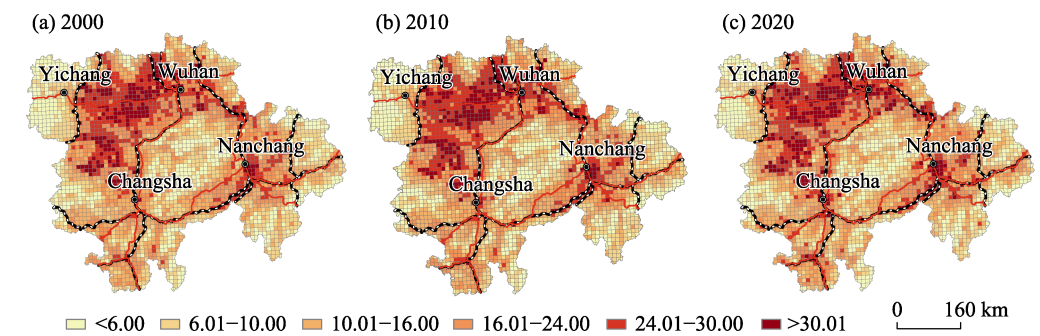 (a) 2000
(b) 2010
(c) 2020
Yichang
Wuhan
Nanchang
Changsha
Yichang
Wuhan
Nanchang
Changsha
Yichang
Wuhan
Nanchang
Changsha
<6.00
6.01−10.00
10.01−16.00
16.01−24.00
24.01−30.00
>30.01
0 160 km